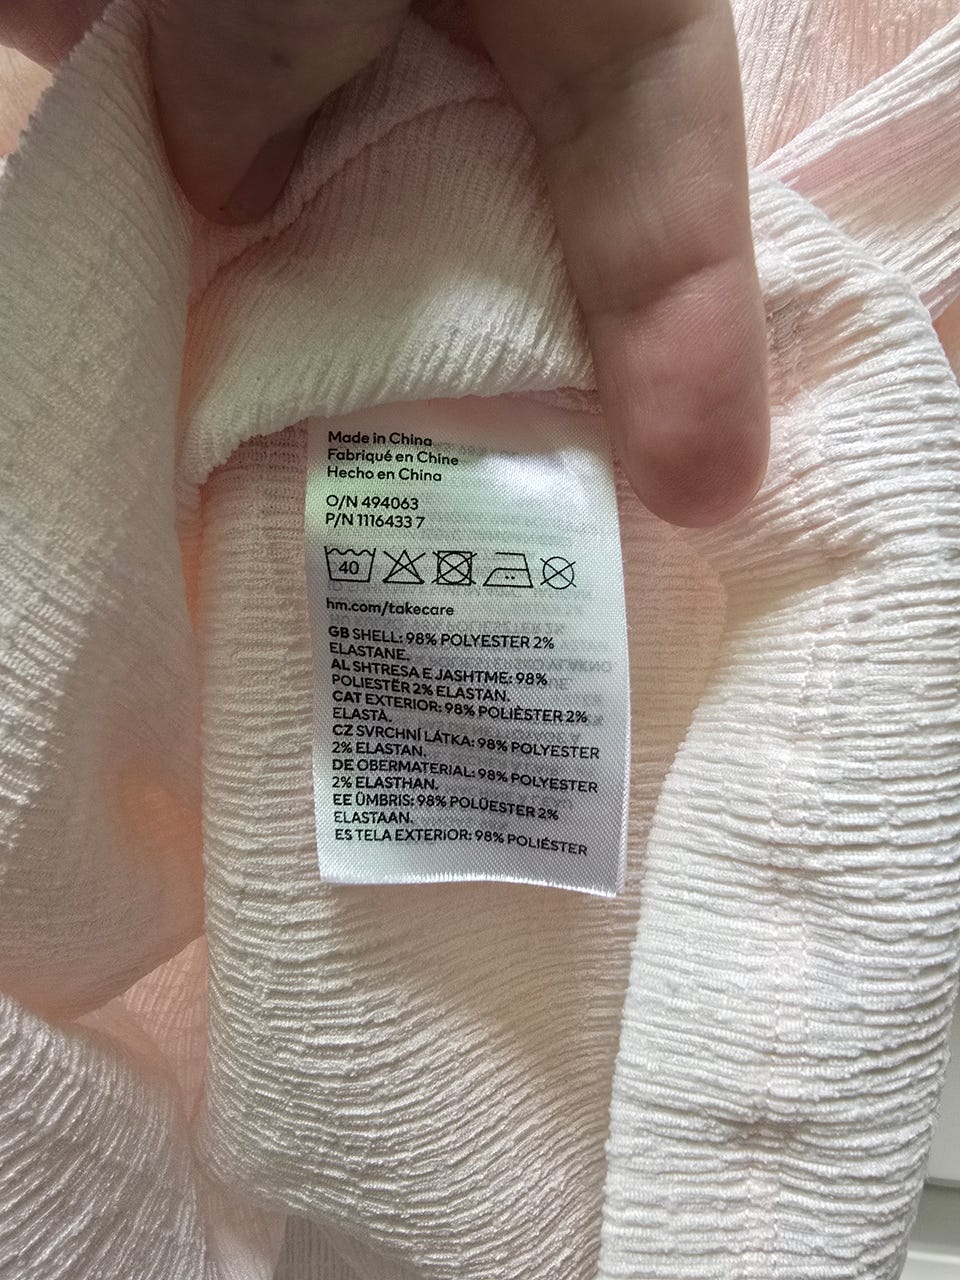 Made in China
Fabriqué en Chine
Hecho en China
O/N 494063
P/N 1116433 7
40
hm.com/takecare
GB SHELL: 98% POLYESTER 2%
ELASTANE.
AL SHTRESA E JASHTME: 98%
POLIESTËR 2% ELASTAN.
CAT EXTERIOR: 98% POLIÈSTER 2%
ELASTÀ.
CZ SVRCHNÍ LÁTKA: 98% POLYESTER
2% ELASTAN.
DE OBERMATERIAL: 98% POLYESTER
2% ELASTHAN.
EE ÜMBRIS: 98% POLÜESTER 2%
ELASTAAN.
ES TELA EXTERIOR: 98% POLIÉSTER